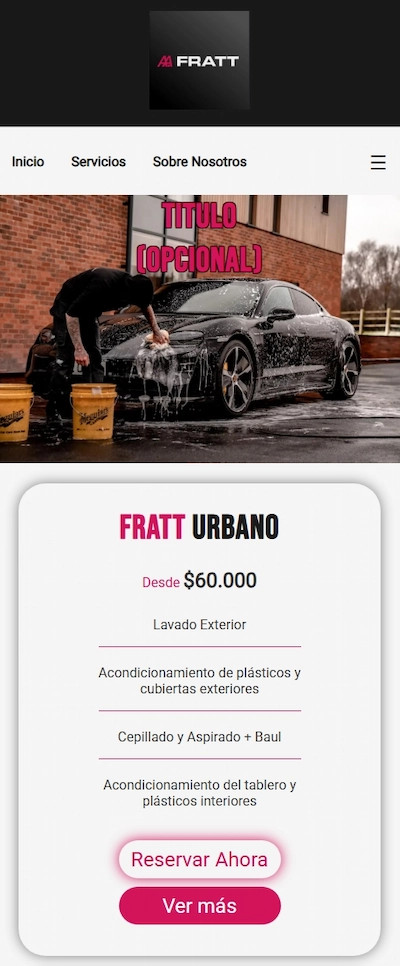 FRATT
Inicio Servicios Sobre Nosotros
TITULO
(OPCIONAL)
Meguiar's
FRATT URBANO
Desde $60.000
Lavado Exterior
Acondicionamiento de plásticos y
cubiertas exteriores
Cepillado y Aspirado + Baul
Acondicionamiento del tablero y
plásticos interiores
Reservar Ahora
Ver más